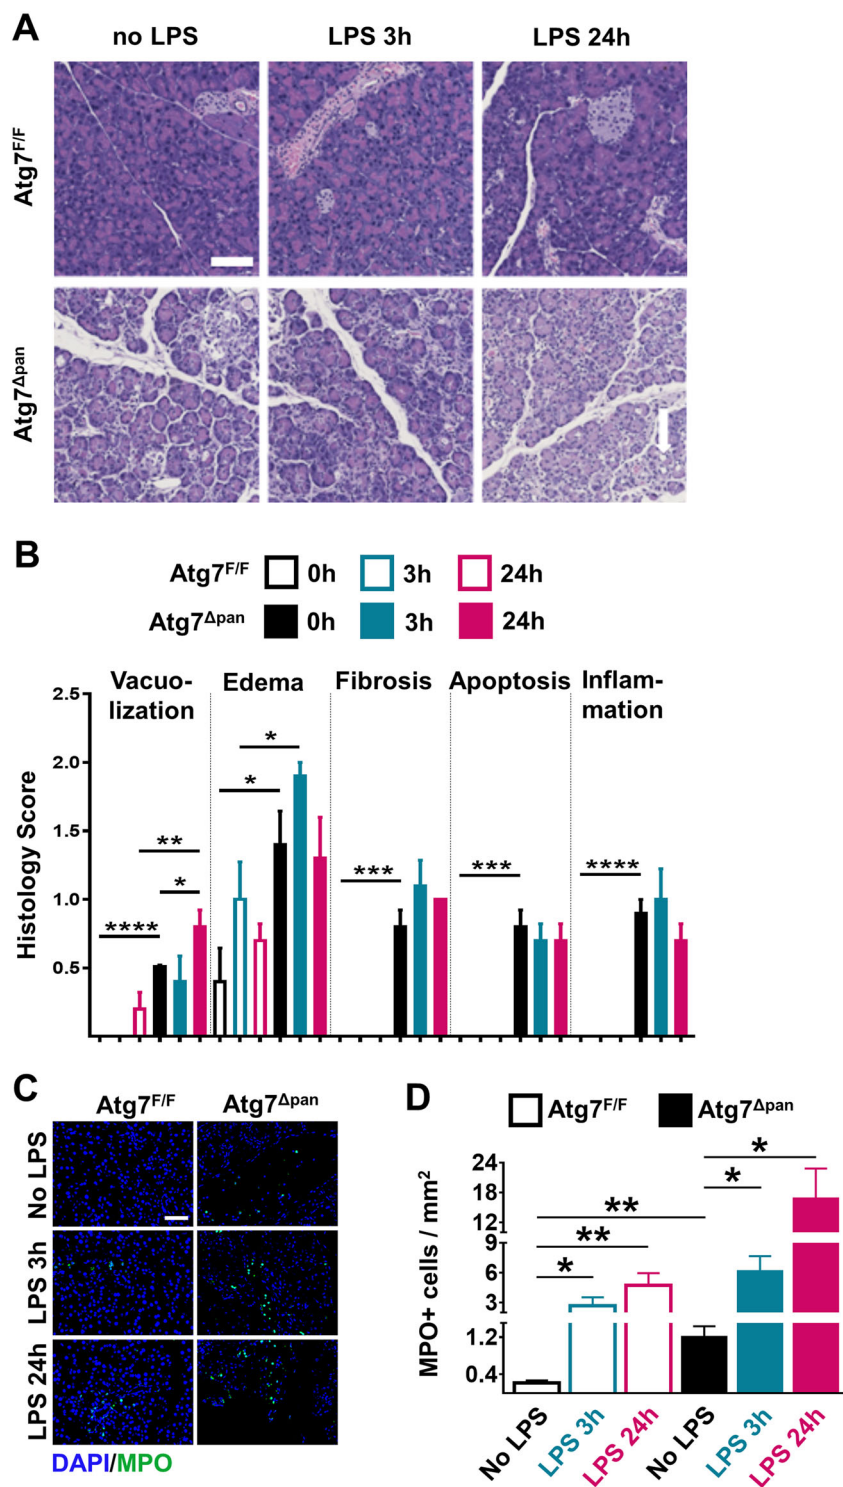 A
no LPS LPS 3h LPS 24h
Atg7F/F
Atg7Δpan
B
Atg7F/F 0h 3h 24h
Atg7Δpan 0h 3h 24h
Vacuo-
lization
Edema
Fibrosis
Apoptosis
Inflam-
mation
Histology Score
2.5
2.0
1.5
1.0
0.5
****
**
*
*
*
***
***
****
C
Atg7F/F Atg7Δpan
No LPS
LPS 3h
LPS 24h
DAPI/MPO
D
Atg7F/F Atg7Δpan
MPO+ cells / mm2
24
18
12
9
6
3
1.2
0.4
*
**
**
*
*
No LPS LPS 3h LPS 24h No LPS LPS 3h LPS 24h